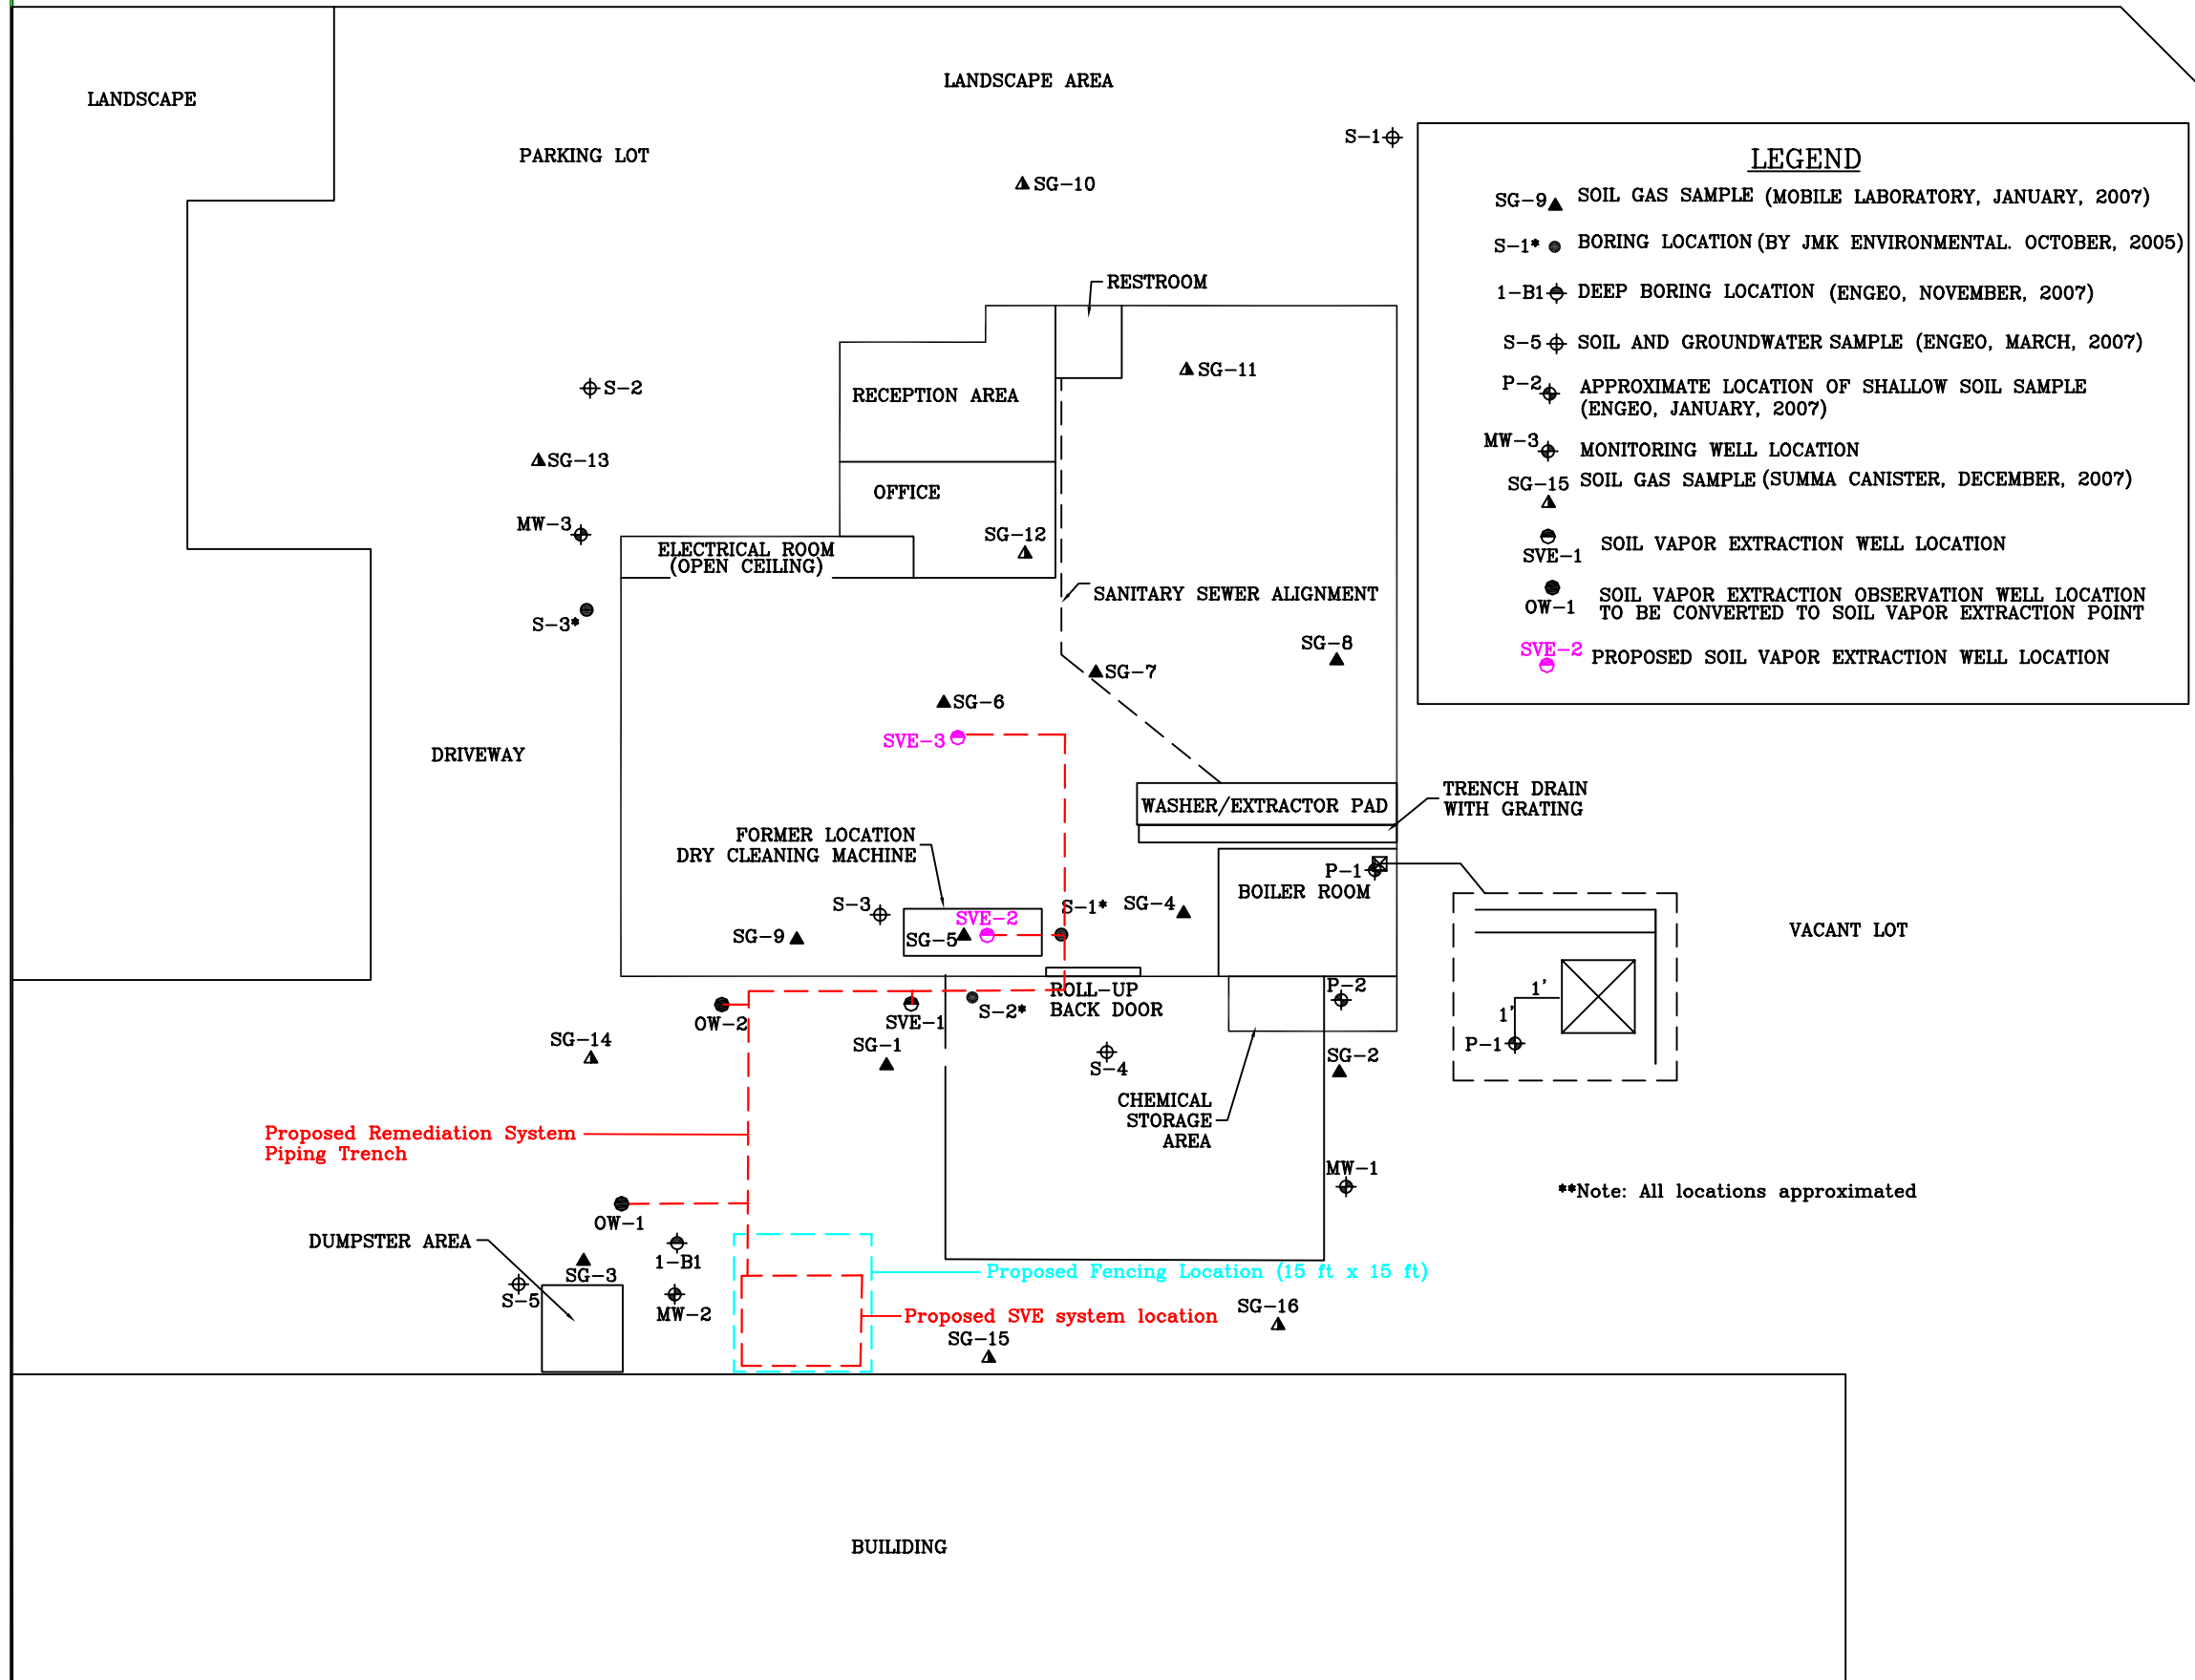 LANDSCAPE
LANDSCAPE AREA
PARKING LOT
S-1
SG-10
LEGEND
SG-9 SOIL GAS SAMPLE (MOBILE LABORATORY, JANUARY, 2007)
S-1* BORING LOCATION (BY JMK ENVIRONMENTAL. OCTOBER, 2005)
1-B1 DEEP BORING LOCATION (ENGEO, NOVEMBER, 2007)
S-5 SOIL AND GROUNDWATER SAMPLE (ENGEO, MARCH, 2007)
P-2 APPROXIMATE LOCATION OF SHALLOW SOIL SAMPLE
(ENGEO, JANUARY, 2007)
MW-3 MONITORING WELL LOCATION
SG-15 SOIL GAS SAMPLE (SUMMA CANISTER, DECEMBER, 2007)
SVE-1 SOIL VAPOR EXTRACTION WELL LOCATION
OW-1 SOIL VAPOR EXTRACTION OBSERVATION WELL LOCATION
TO BE CONVERTED TO SOIL VAPOR EXTRACTION POINT
SVE-2 PROPOSED SOIL VAPOR EXTRACTION WELL LOCATION
RESTROOM
SG-11
S-2
RECEPTION AREA
SG-13
OFFICE
MW-3
SG-12
ELECTRICAL ROOM
(OPEN CEILING)
SANITARY SEWER ALIGNMENT
S-3*
SG-8
SG-7
SG-6
SVE-3
DRIVEWAY
TRENCH DRAIN
WITH GRATING
WASHER/EXTRACTOR PAD
FORMER LOCATION
DRY CLEANING MACHINE
P-1
BOILER ROOM
S-3
SVE-2
S-1*
SG-4
SG-9
SG-5
VACANT LOT
P-2
ROLL-UP
BACK DOOR
1'
1'
P-1
OW-2
SVE-1
S-2*
SG-14
SG-1
S-4
SG-2
CHEMICAL
STORAGE
AREA
Proposed Remediation System
Piping Trench
MW-1
**Note: All locations approximated
OW-1
DUMPSTER AREA
1-B1
SG-3
Proposed Fencing Location (15 ft x 15 ft)
S-5
MW-2
Proposed SVE system location
SG-16
SG-15
BUILIDING